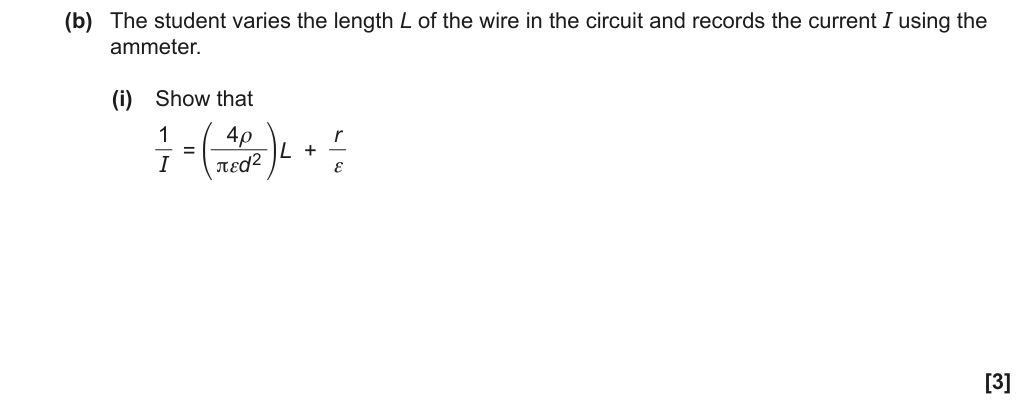 (b) The student varies the length L of the wire in the circuit and records the current I using the
ammeter.
(i) Show that
1/I = (4ρ/πεd²)L + r/ε
[3]